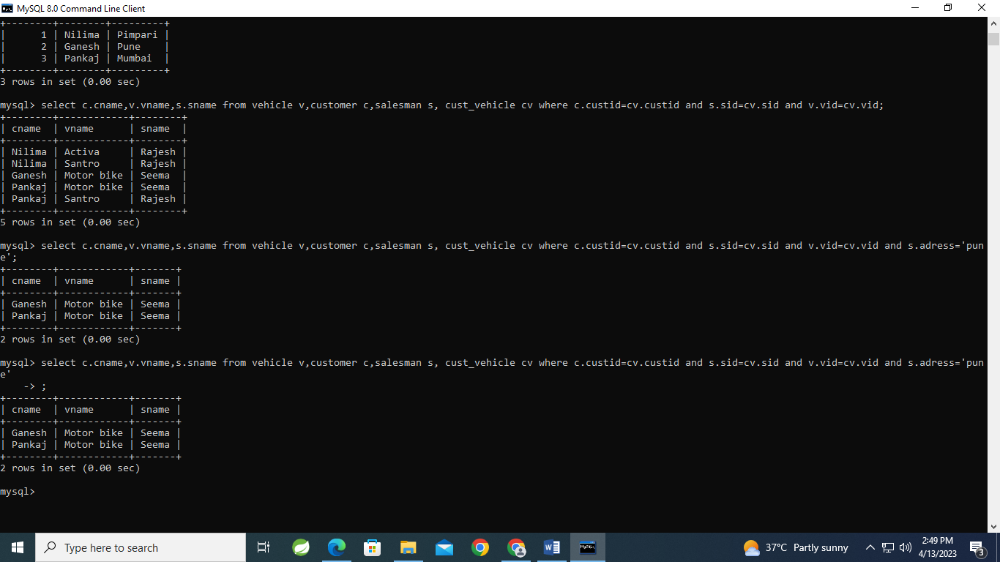 MySQL 8.0 Command Line Client
+--------+--------+---------+
|      1 | Nilima | Pimpari |
|      2 | Ganesh | Pune    |
|      3 | Pankaj | Mumbai  |
+--------+--------+---------+
3 rows in set (0.00 sec)
mysql> select c.cname,v.vname,s.sname from vehicle v,customer c,salesman s, cust_vehicle cv where c.custid=cv.custid and s.sid=cv.sid and v.vid=cv.vid;
+--------+------------+--------+
| cname  | vname      | sname  |
+--------+------------+--------+
| Nilima | Activa     | Rajesh |
| Nilima | Santro     | Rajesh |
| Ganesh | Motor bike | Seema  |
| Pankaj | Motor bike | Seema  |
| Pankaj | Santro     | Rajesh |
+--------+------------+--------+
5 rows in set (0.00 sec)
mysql> select c.cname,v.vname,s.sname from vehicle v,customer c,salesman s, cust_vehicle cv where c.custid=cv.custid and s.sid=cv.sid and v.vid=cv.vid and s.adress='pun
e';
+--------+------------+-------+
| cname  | vname      | sname |
+--------+------------+-------+
| Ganesh | Motor bike | Seema |
| Pankaj | Motor bike | Seema |
+--------+------------+-------+
2 rows in set (0.00 sec)
mysql> select c.cname,v.vname,s.sname from vehicle v,customer c,salesman s, cust_vehicle cv where c.custid=cv.custid and s.sid=cv.sid and v.vid=cv.vid and s.adress='pun
e'
    -> ;
+--------+------------+-------+
| cname  | vname      | sname |
+--------+------------+-------+
| Ganesh | Motor bike | Seema |
| Pankaj | Motor bike | Seema |
+--------+------------+-------+
2 rows in set (0.00 sec)
mysql>
Type here to search
37°C Partly sunny
2:49 PM
4/13/2023
3